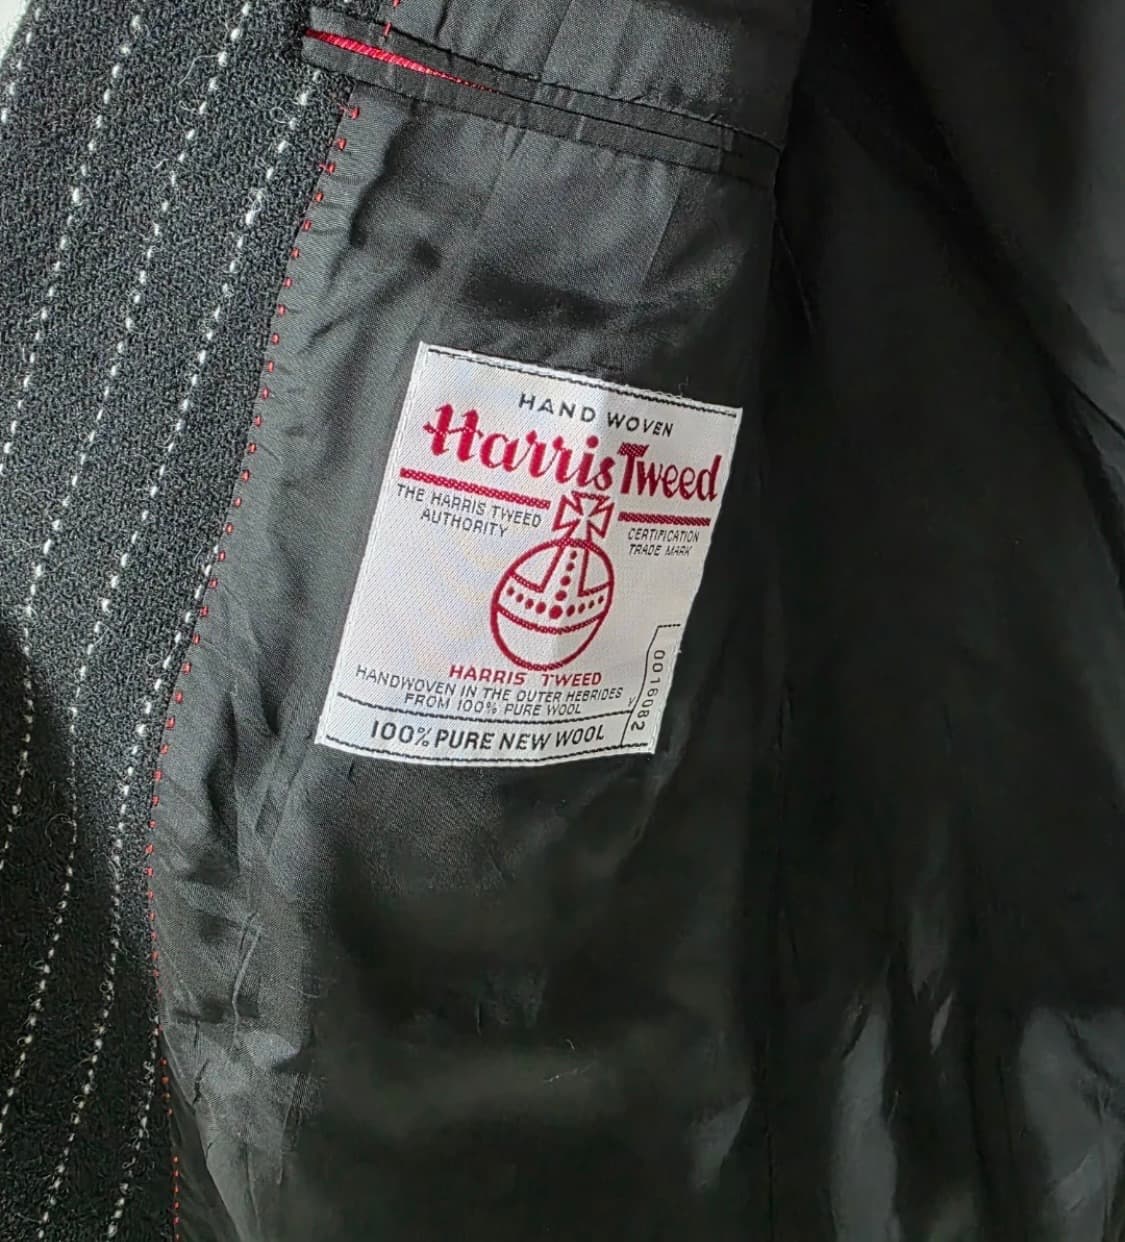 HAND WOVEN
Harris Tweed
THE HARRIS TWEED
AUTHORITY
CERTIFICATION
TRADE MARK
HARRIS TWEED
HANDWOVEN IN THE OUTER HEBRIDES
FROM 100% PURE WOOL
100% PURE NEW WOOL
0016082